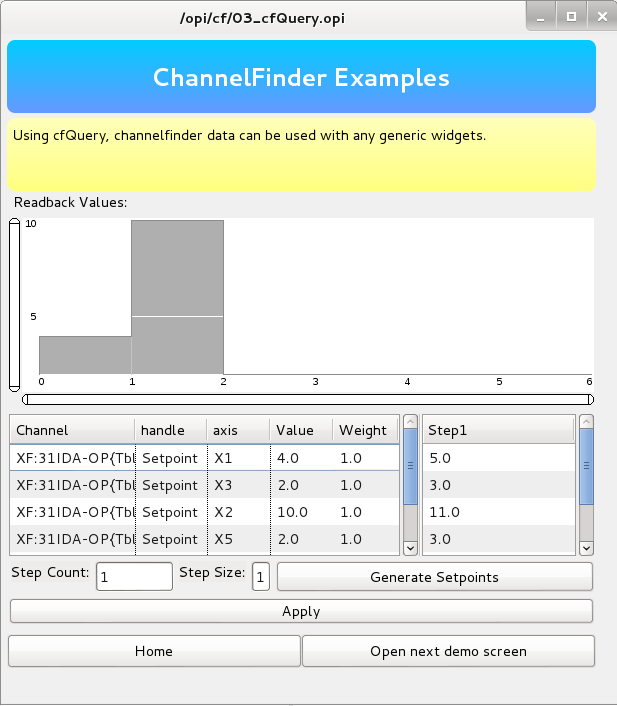 /opi/cf/03_cfQuery.opi
ChannelFinder Examples
Using cfQuery, channelfinder data can be used with any generic widgets.
Readback Values:
10
5
0 1 2 3 4 5 6
Channel handle axis Value Weight Step1
XF:31IDA-OP{Tbl Setpoint X1 4.0 1.0 5.0
XF:31IDA-OP{Tbl Setpoint X3 2.0 1.0 3.0
XF:31IDA-OP{Tbl Setpoint X2 10.0 1.0 11.0
XF:31IDA-OP{Tbl Setpoint X5 2.0 1.0 3.0
Step Count: 1 Step Size: 1 Generate Setpoints
Apply
Home Open next demo screen